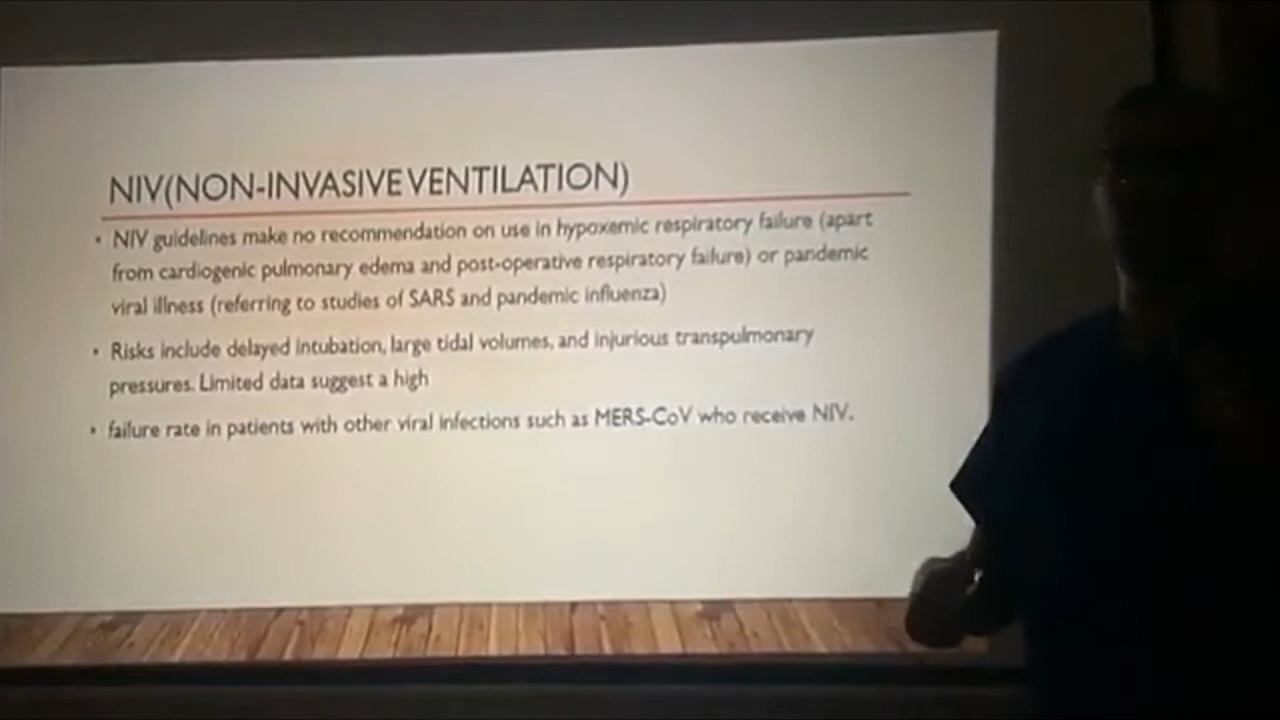 NIV(NON-INVASIVE VENTILATION)
• NIV guidelines make no recommendation on use in hypoxemic respiratory failure (apart
from cardiogenic pulmonary edema and post-operative respiratory failure) or pandemic
viral illness (referring to studies of SARS and pandemic influenza)
• Risks include delayed intubation, large tidal volumes, and injurious transpulmonary
pressures. Limited data suggest a high
• failure rate in patients with other viral infections such as MERS-CoV who receive NIV.